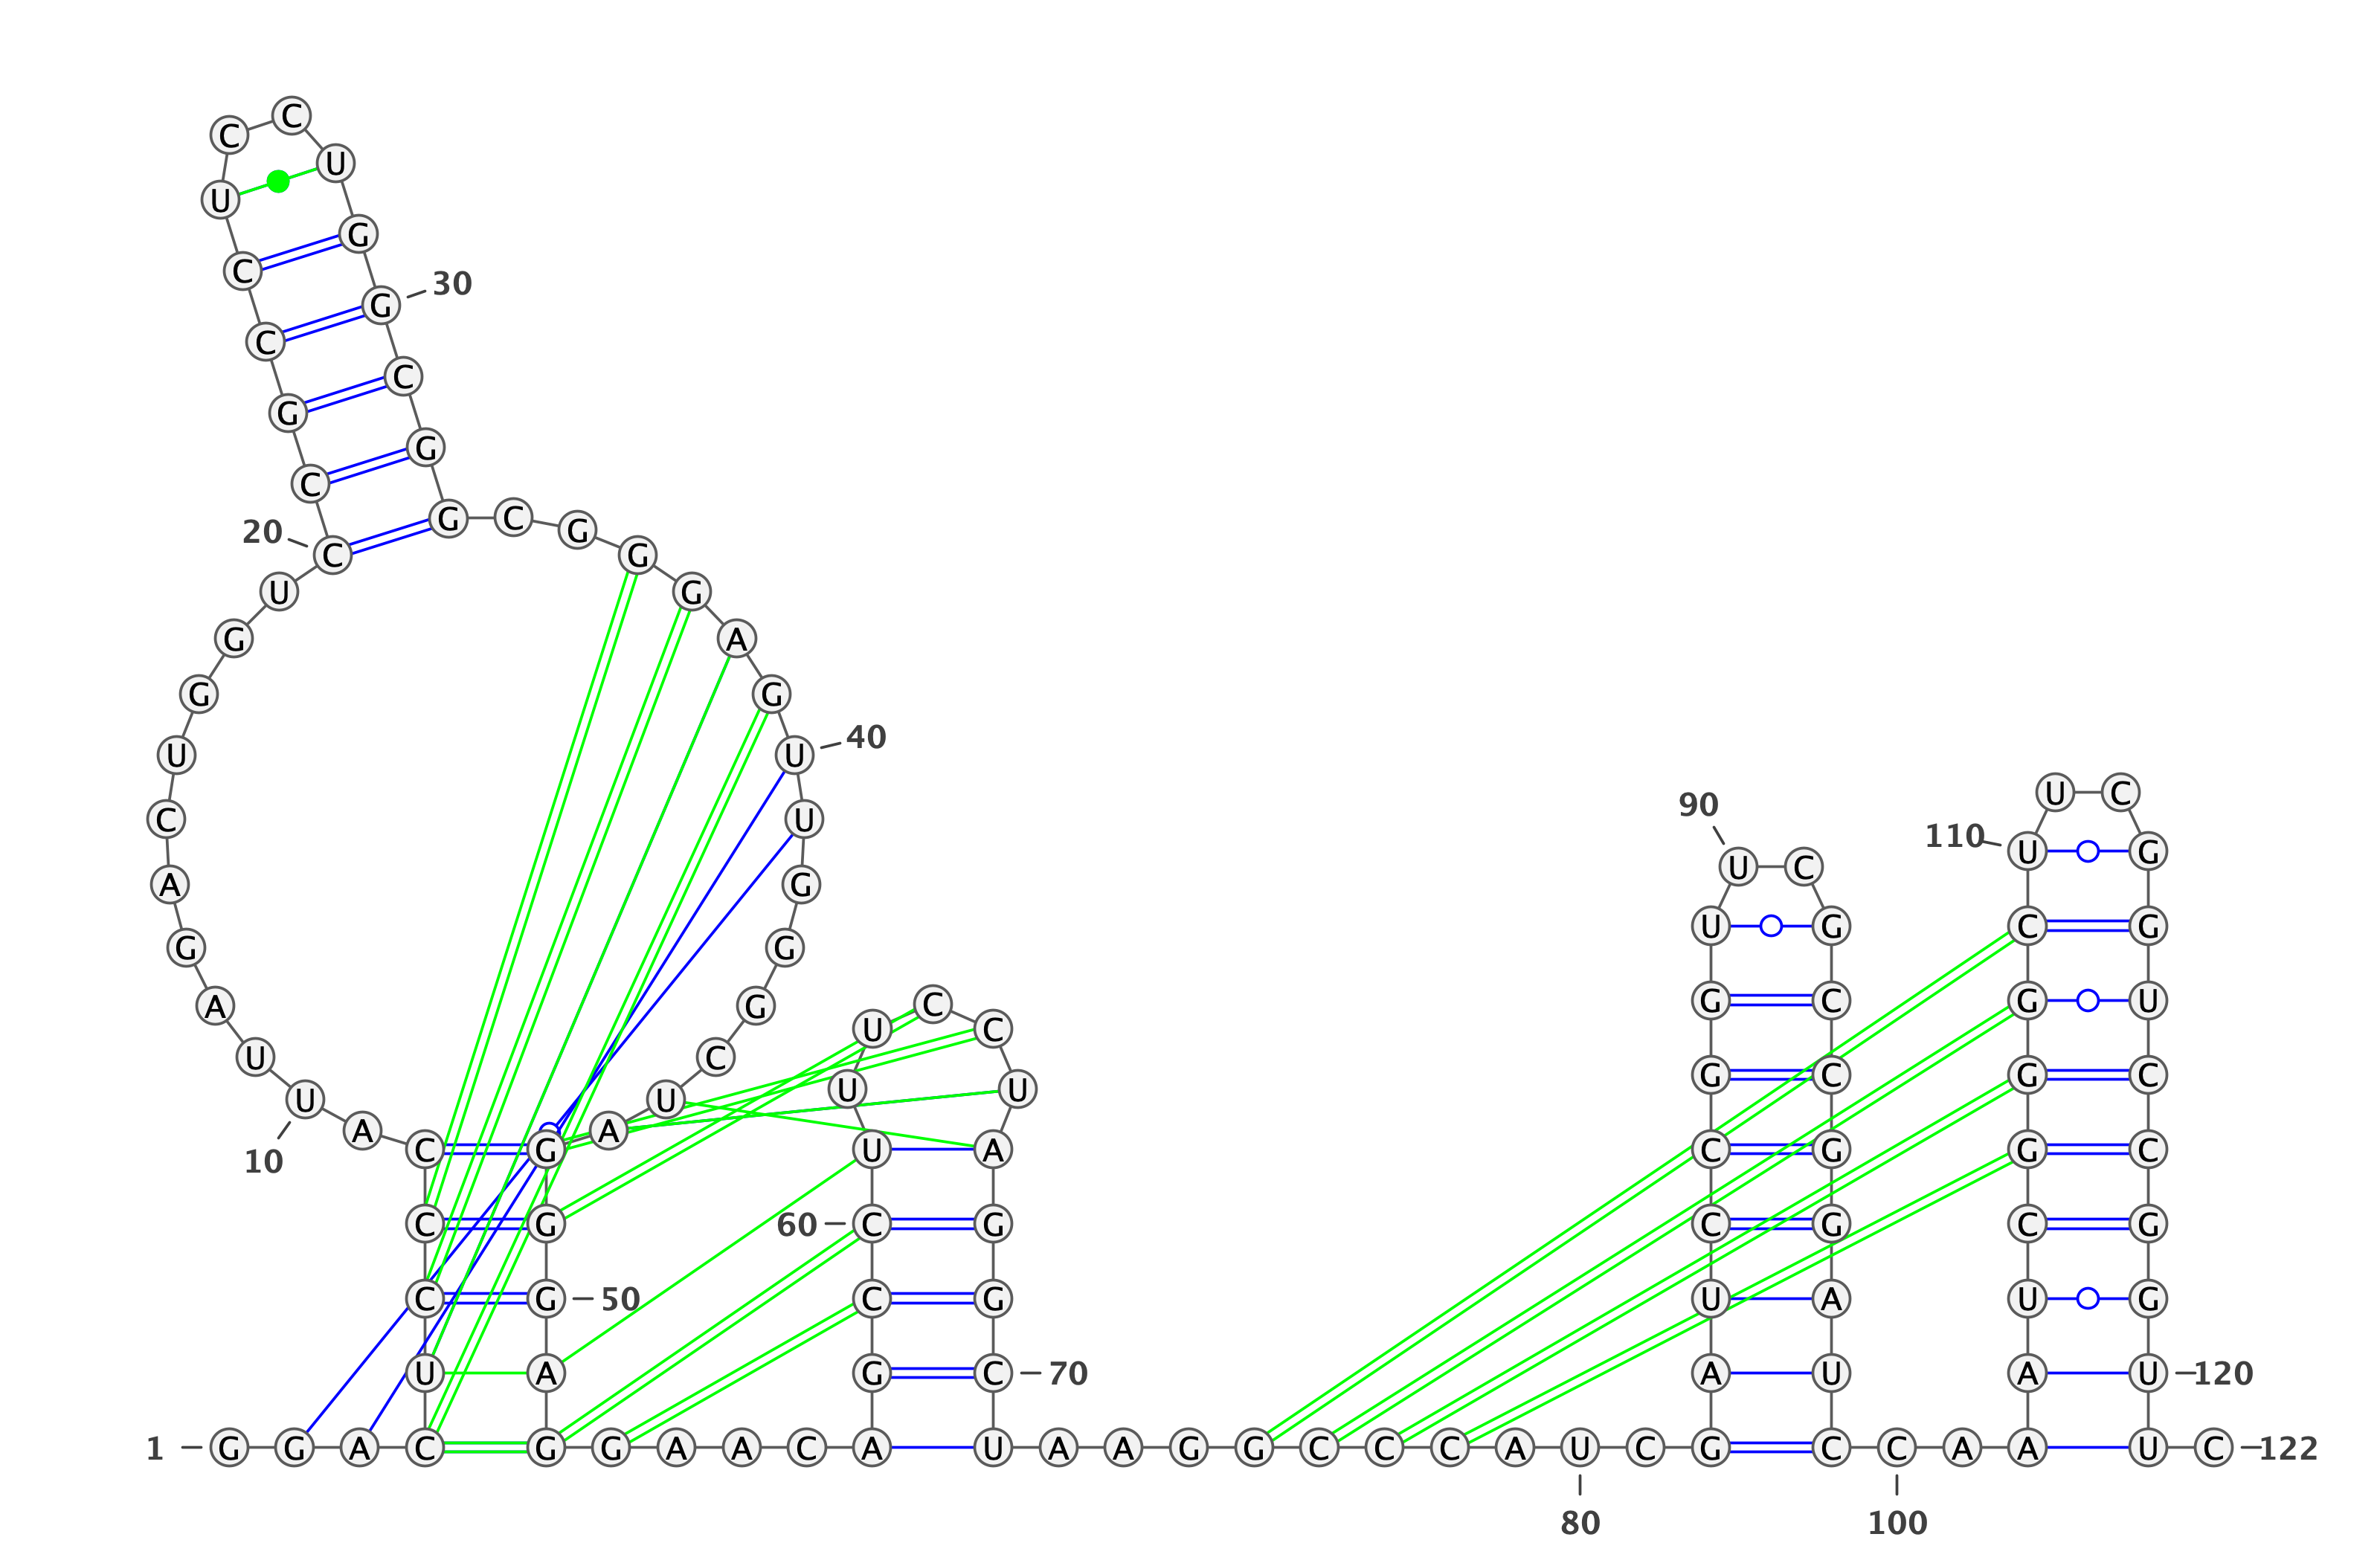 C C
U
U
G
C
G 30
C
C
G
G
C
G C G
20 C G
U G
G A
G G
U U 40
U C
90
C U
110 U G
U C
A G
U G C G
G G
A G C G G C G U
U C
U U C G C G C
U U U
A A
C G U A C G G C
C G 60 C G C G C G
C G 50 C G U A U G
U A G C 70 A U A U 120
1 G G A C G G A A C A U A A G G C C C A U C G C C A A U C 122
10
80 100